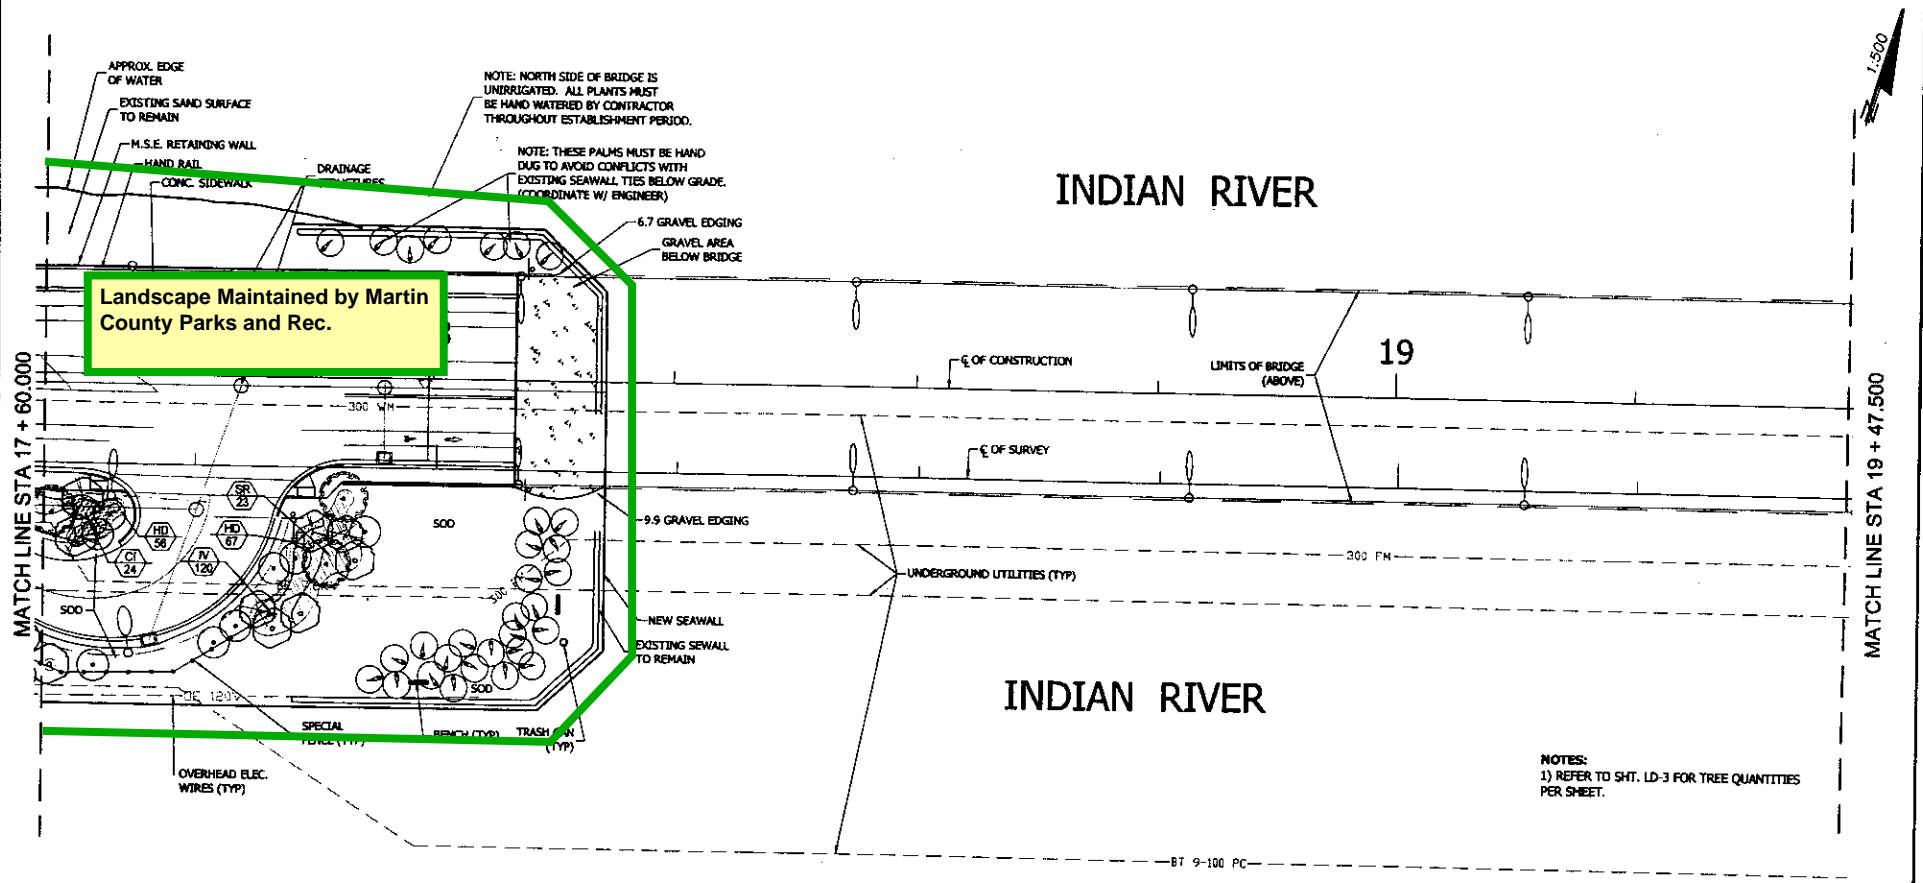 APPROX. EDGE
OF WATER
EXISTING SAND SURFACE
TO REMAIN
M.S.E. RETAINING WALL
HAND RAIL
CONC. SIDEWALK
DRAINAGE
STRUCTURES
NOTE: NORTH SIDE OF BRIDGE IS
UNIRRIGATED. ALL PLANTS MUST
BE HAND WATERED BY CONTRACTOR
THROUGHOUT ESTABLISHMENT PERIOD.
NOTE: THESE PALMS MUST BE HAND
DUG TO AVOID CONFLICTS WITH
EXISTING SEAWALL TIES BELOW GRADE.
(COORDINATE W/ ENGINEER)
6.7 GRAVEL EDGING
GRAVEL AREA
BELOW BRIDGE
INDIAN RIVER
1:500
Landscape Maintained by Martin
County Parks and Rec.
MATCH LINE STA 17 + 60.000
300 WM
℄ OF CONSTRUCTION
LIMITS OF BRIDGE
(ABOVE)
19
℄ OF SURVEY
MATCH LINE STA 19 + 47.500
SR
23
HD
56
HD
67
CT
24
IV
120
SOD
SOD
9.9 GRAVEL EDGING
300 FM
UNDERGROUND UTILITIES (TYP)
NEW SEAWALL
EXISTING SEWALL
TO REMAIN
SOD
OE 120V
SPECIAL
FENCE (TYP)
BENCH (TYP)
TRASH CAN
(TYP)
OVERHEAD ELEC.
WIRES (TYP)
INDIAN RIVER
NOTES:
1) REFER TO SHT. LD-3 FOR TREE QUANTITIES
PER SHEET.
BT 9-100 PC